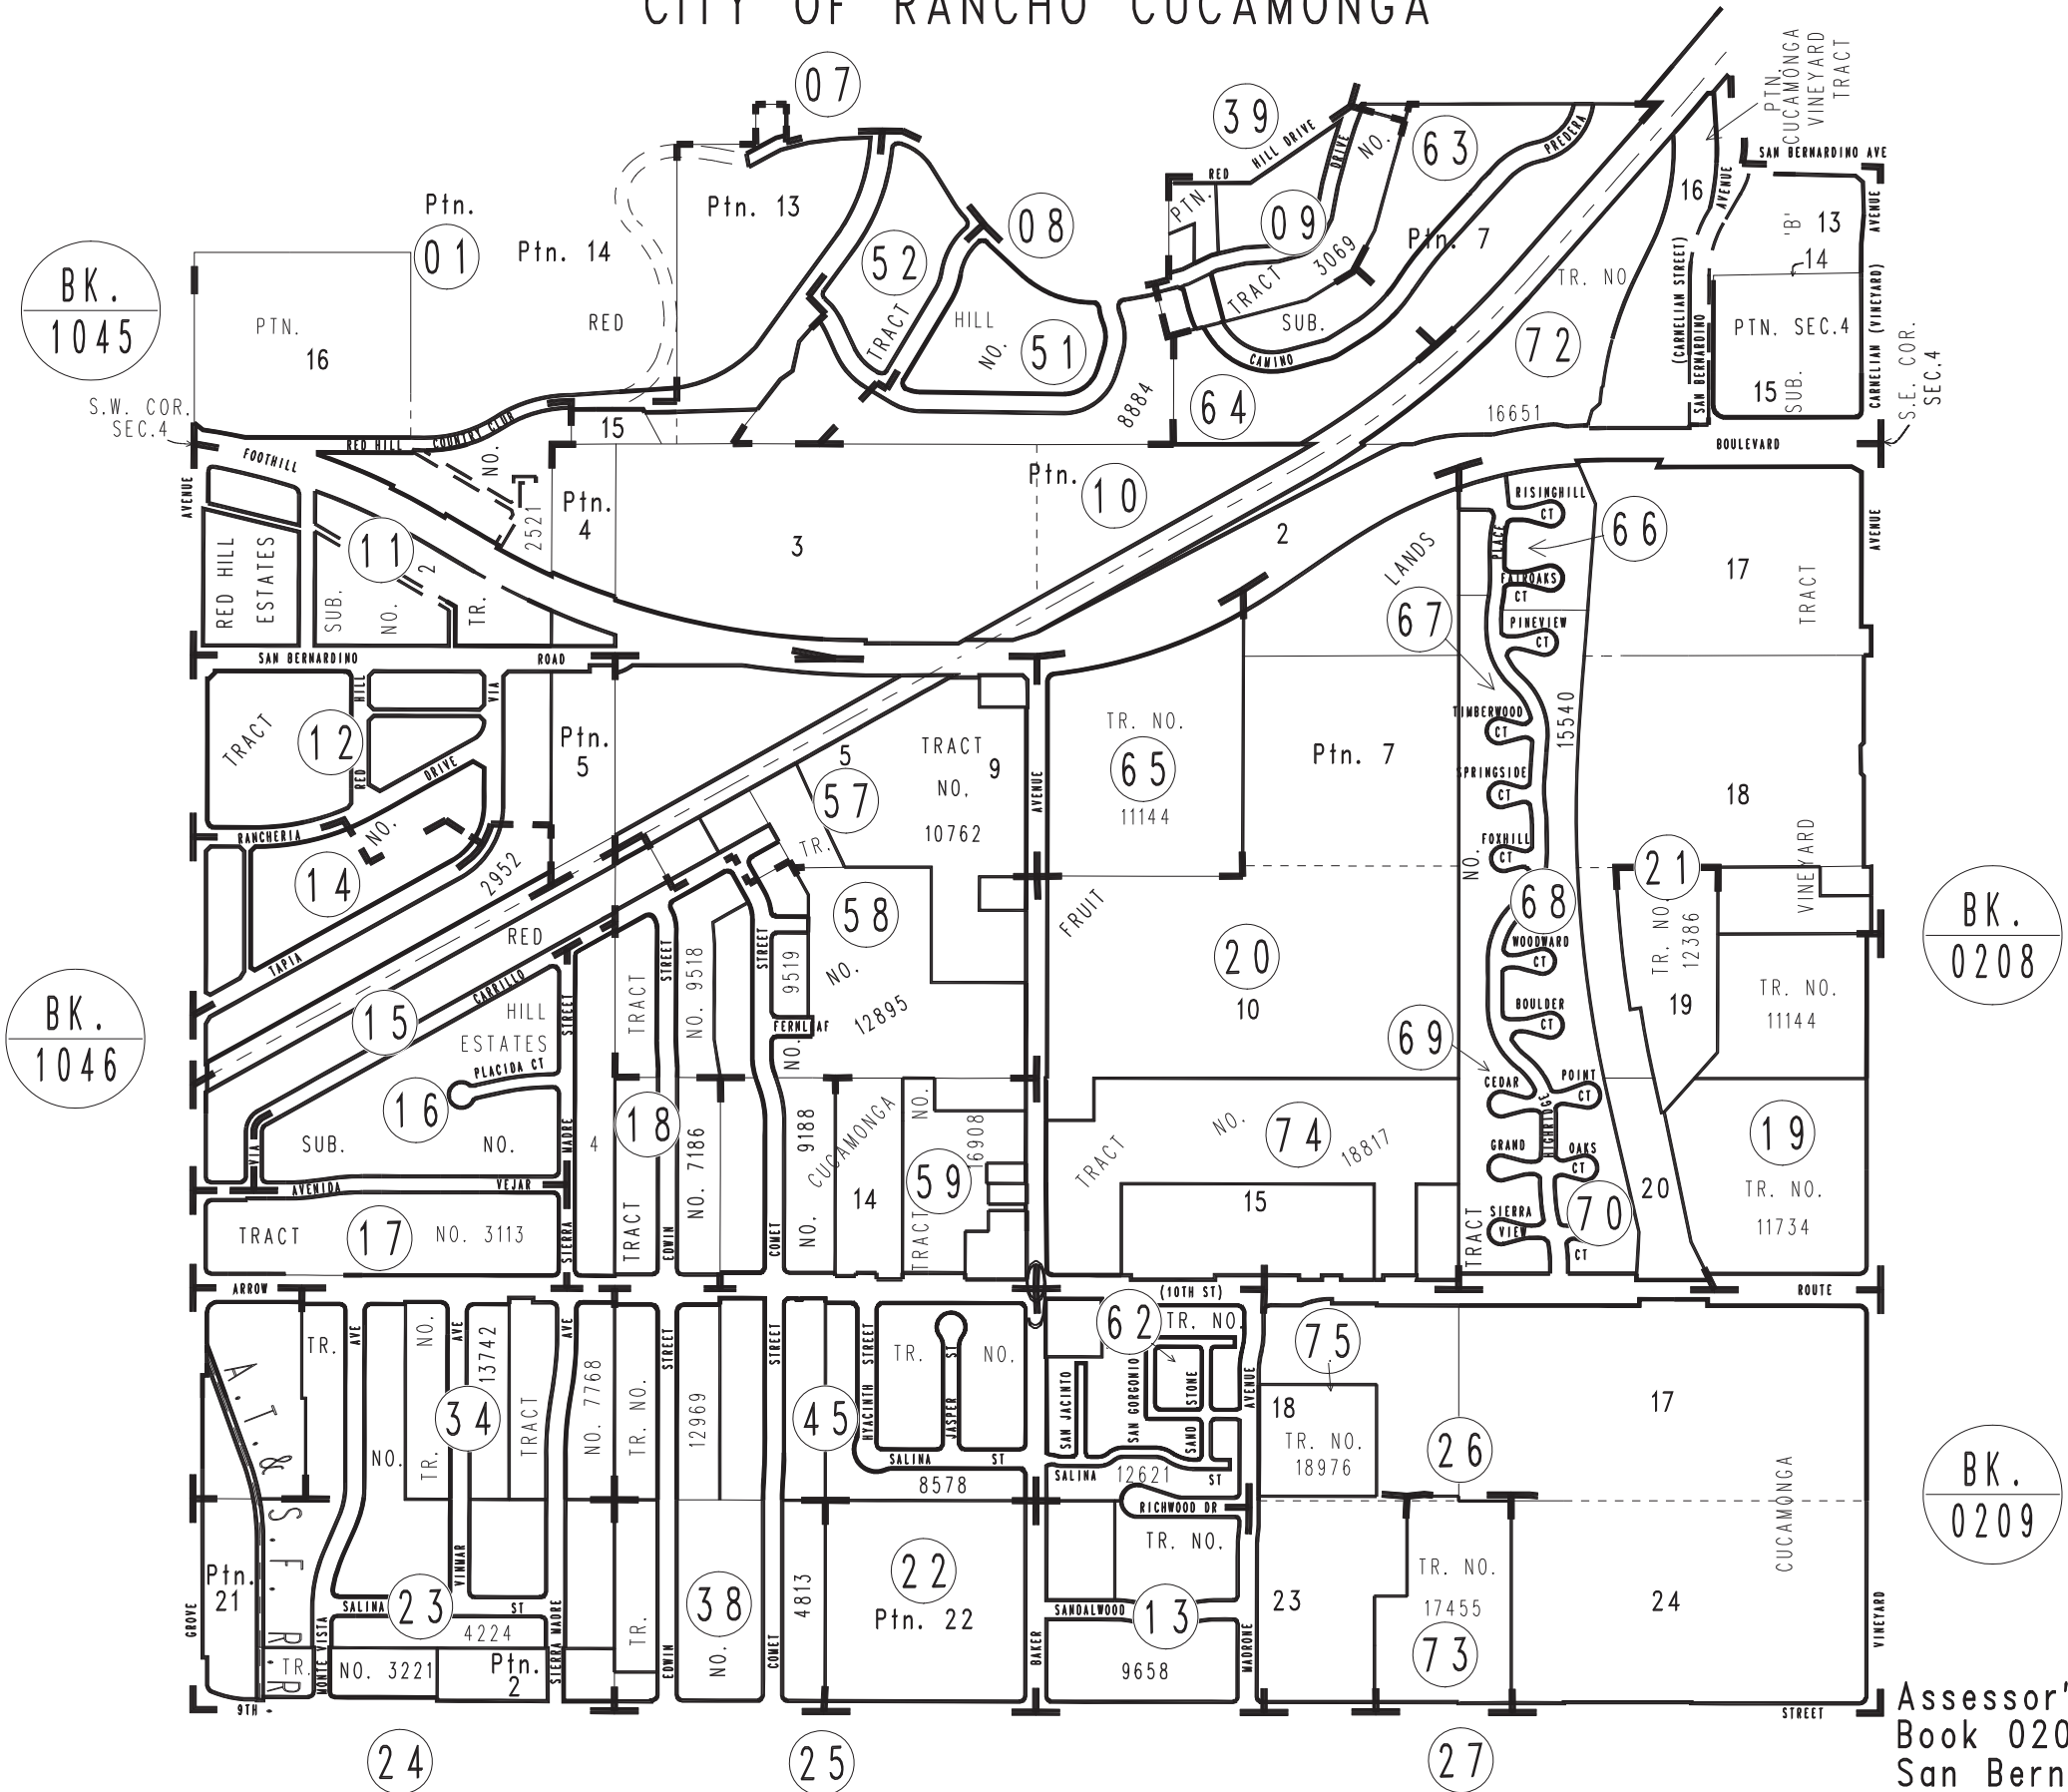 CITY OF RANCHO CUCAMONGA
07
39
63
PTN.
CUCAMONGA
VINEYARD
TRACT
SAN BERNARDINO AVE
RED
HILL DRIVE
DRIVE
NO.
PREDERA
Ptn.
01
Ptn. 14
Ptn. 13
08
52
PTN.
09
Ptn. 7
16
AVENUE
'B' 13
AVENUE
14
BK.
1045
PTN.
16
RED
TRACT
HILL
NO.
51
TRACT
3069
SUB.
CAMINO
TR. NO
72
(CARNELIAN STREET)
SAN BERNARDINO
PTN. SEC.4
15
SUB.
CARNELIAN (VINEYARD)
S.E. COR.
SEC.4
S.W. COR.
SEC.4
RED HILL
COUNTRY CLUB
15
8884
64
16651
BOULEVARD
AVENUE
FOOTHILL
NO.
2521
Ptn.
4
Ptn.
10
3
2
LANDS
RISINGHILL
CT
PLACE
66
FAIROAKS
CT
17
TRACT
AVENUE
RED HILL
ESTATES
11
2
SUB.
NO.
TR.
67
PINEVIEW
CT
SAN BERNARDINO
ROAD
TRACT
12
HILL
RED
VIA
DRIVE
Ptn.
5
5
TRACT
NO.
10762
9
57
TR.
AVENUE
TR. NO.
65
11144
Ptn. 7
TIMBERWOOD
CT
15540
SPRINGSIDE
CT
18
FOXHILL
CT
NO.
VINEYARD
RANCHERIA
NO.
14
2952
TAPIA
RED
58
NO.
12895
FRUIT
20
10
68
WOODWARD
CT
21
TR. NO
12386
19
BK.
0208
TR. NO.
11144
BK.
1046
15
CARRILLO
HILL
ESTATES
STREET
TRACT
STREET
NO. 9518
STREET
9519
FERNLEAF
NO.
BOULDER
CT
69
16
PLACIDA CT
SUB.
NO.
MADRE
4
18
NO. 7186
9188
CUCAMONGA
14
NO.
59
16908
TRACT
NO.
74
18817
CEDAR
POINT
CT
HIGHRIDGE
GRAND
OAKS
CT
19
TR. NO.
11734
20
VIA
AVENIDA
VEJAR
TRACT
17
NO. 3113
SIERRA
TRACT
EDWIN
COMET
NO.
TRACT
15
TRACT
SIERRA
VIEW
70
CT
ARROW
(10TH ST)
ROUTE
TR.
AVE
NO.
AVE
13742
AVE
STREET
STREET
STREET
TR.
ST
NO.
62
TR. NO.
75
A. T. & S. F. R. R
34
NO.
TR.
TRACT
NO. 7768
TR. NO.
12969
45
HYACINTH
JASPER
SAN JACINTO
SAN GORGONIO
STONE
SAND
AVENUE
18
TR. NO.
18976
26
17
SALINA
ST
8578
SALINA
12621
ST
RICHWOOD DR
BK.
0209
Ptn.
21
VINMAR
38
4813
22
Ptn. 22
TR. NO.
23
TR. NO.
17455
73
24
CUCAMONGA
SALINA
23
ST
4224
GROVE
TR.
MONTE VISTA
NO. 3221
Ptn.
2
SIERRA MADRE
TR.
EDWIN
NO.
COMET
BAKER
SANDALWOOD
13
9658
MADRONE
VINEYARD
9TH
STREET
24
25
27
Assessor'
Book 020
San Bern